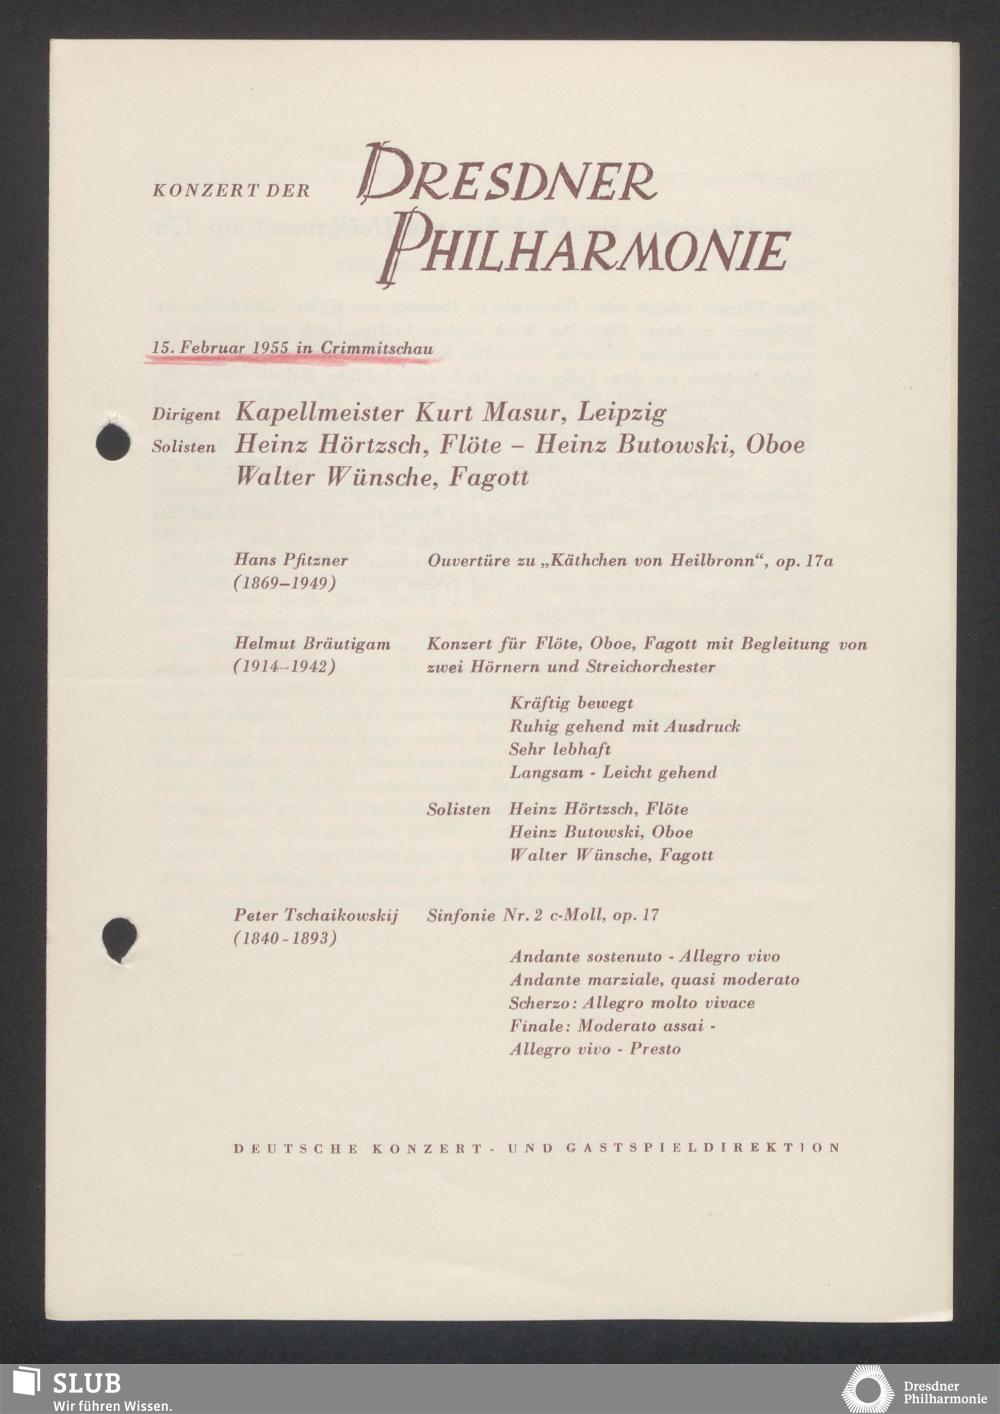 KONZERT DER DRESDNER
PHILHARMONIE
15. Februar 1955 in Crimmitschau
Dirigent Kapellmeister Kurt Masur, Leipzig
Solisten Heinz Hörtzsch, Flöte – Heinz Butowski, Oboe
Walter Wünsche, Fagott
Hans Pfitzner Ouvertüre zu „Käthchen von Heilbronn“, op. 17a
(1869–1949)
Helmut Bräutigam Konzert für Flöte, Oboe, Fagott mit Begleitung von
(1914–1942) zwei Hörnern und Streichorchester
Kräftig bewegt
Ruhig gehend mit Ausdruck
Sehr lebhaft
Langsam - Leicht gehend
Solisten Heinz Hörtzsch, Flöte
Heinz Butowski, Oboe
Walter Wünsche, Fagott
Peter Tschaikowskij Sinfonie Nr. 2 c-Moll, op. 17
(1840-1893)
Andante sostenuto - Allegro vivo
Andante marziale, quasi moderato
Scherzo: Allegro molto vivace
Finale: Moderato assai -
Allegro vivo - Presto
DEUTSCHE KONZERT- UND GASTSPIELDIREKTION
SLUB
Wir führen Wissen.
Dresdner
Philharmonie